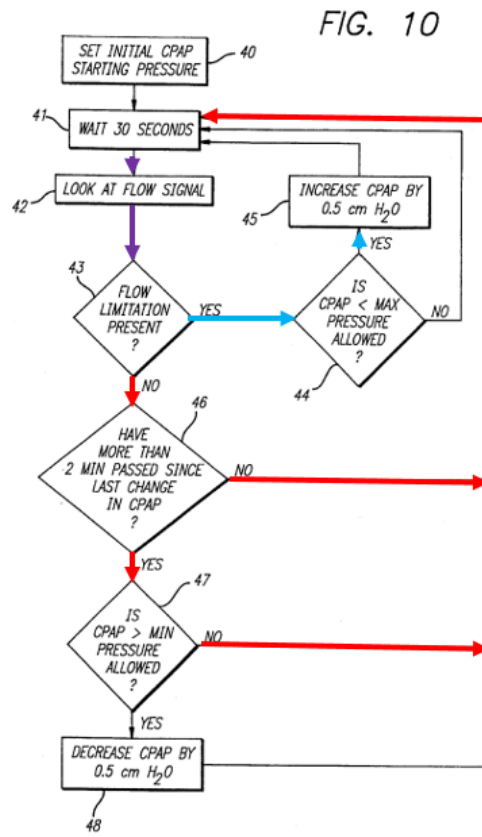 FIG. 10
SET INITIAL CPAP
STARTING PRESSURE
40
41
WAIT 30 SECONDS
LOOK AT FLOW SIGNAL
42
INCREASE CPAP BY
0.5 cm H2O
45
YES
43
FLOW
LIMITATION
PRESENT
?
YES
IS
CPAP < MAX
PRESSURE
ALLOWED
?
NO
44
NO
46
HAVE
MORE THAN
2 MIN PASSED SINCE
LAST CHANGE
IN CPAP
?
NO
YES
47
IS
CPAP > MIN
PRESSURE
ALLOWED
?
NO
YES
DECREASE CPAP BY
0.5 cm H2O
48